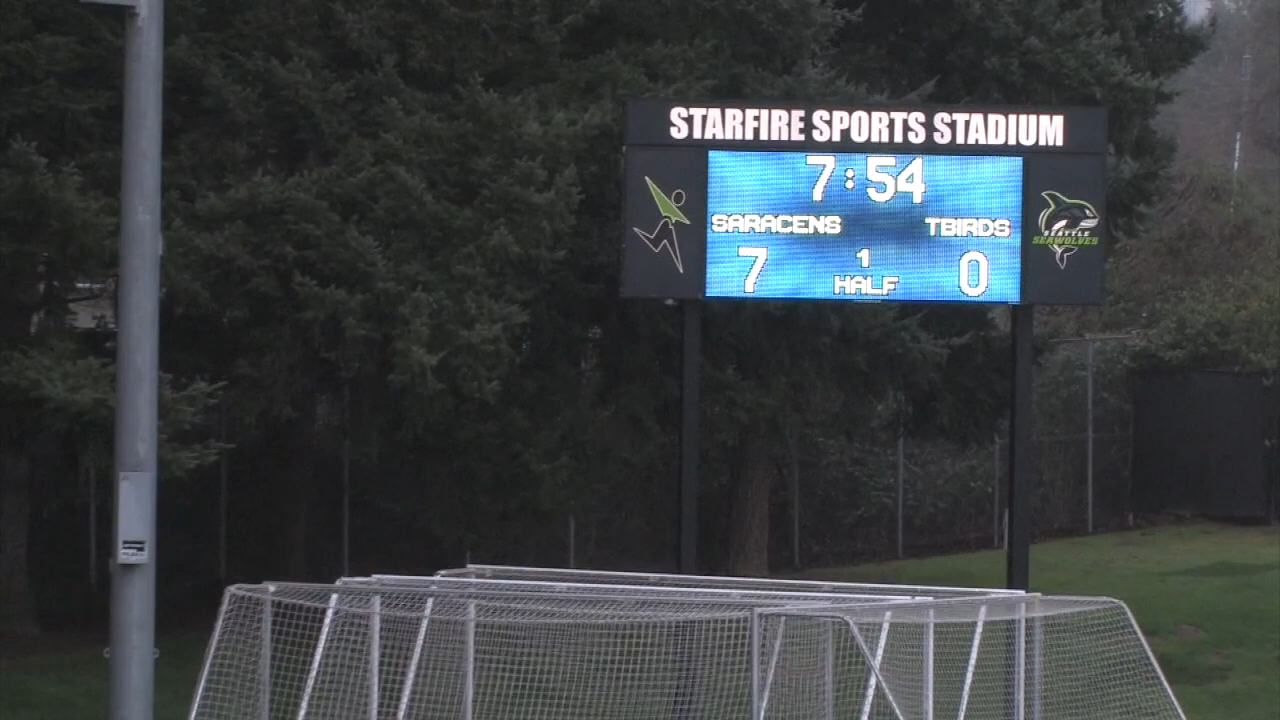 STARFIRE SPORTS STADIUM
7:54
SARACENS TBIRDS
7 1 0
HALF
SEATTLE
SEAWOLVES